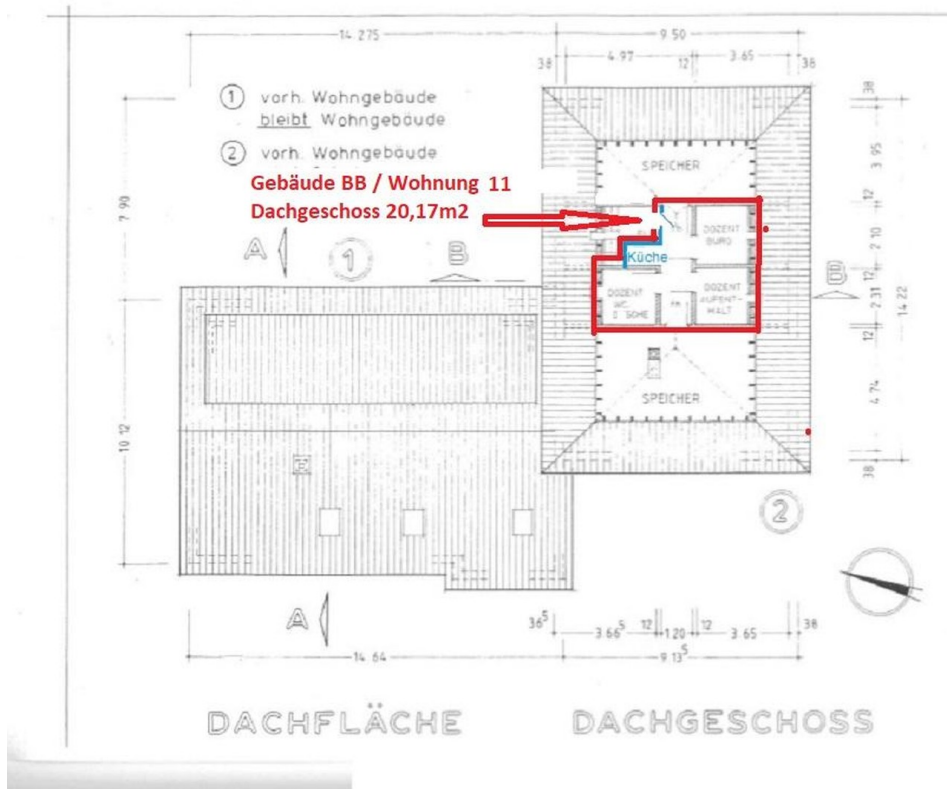 14 275
9 50
38
4.97
12
3.65
38
① vorh. Wohngebäude
bleibt Wohngebäude
② vorh. Wohngebäude
Gebäude BB / Wohnung 11
Dachgeschoss 20,17m2
SPEICHER
DOZENT
BÜRO
Küche
DOZENT
WC
DOZENT
AUFENT-
HALT
SPEICHER
A
B
B
1
2
A
7 90
10 12
38
3 95
12
2 10
12
2 31
12
4 74
38
14 22
36⁵
3.66⁵
12
1.20
12
3.65
38
14 64
9 13⁵
DACHFLÄCHE
DACHGESCHOSS